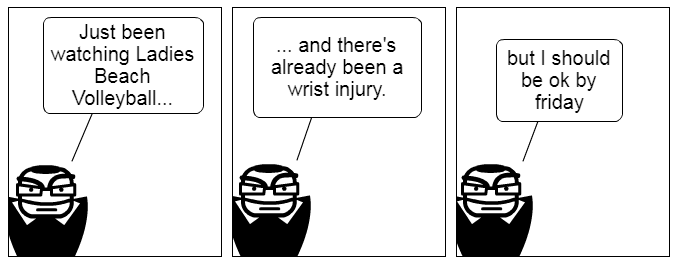 Just been
watching Ladies
Beach
Volleyball...
... and there's
already been a
wrist injury.
but I should
be ok by
friday